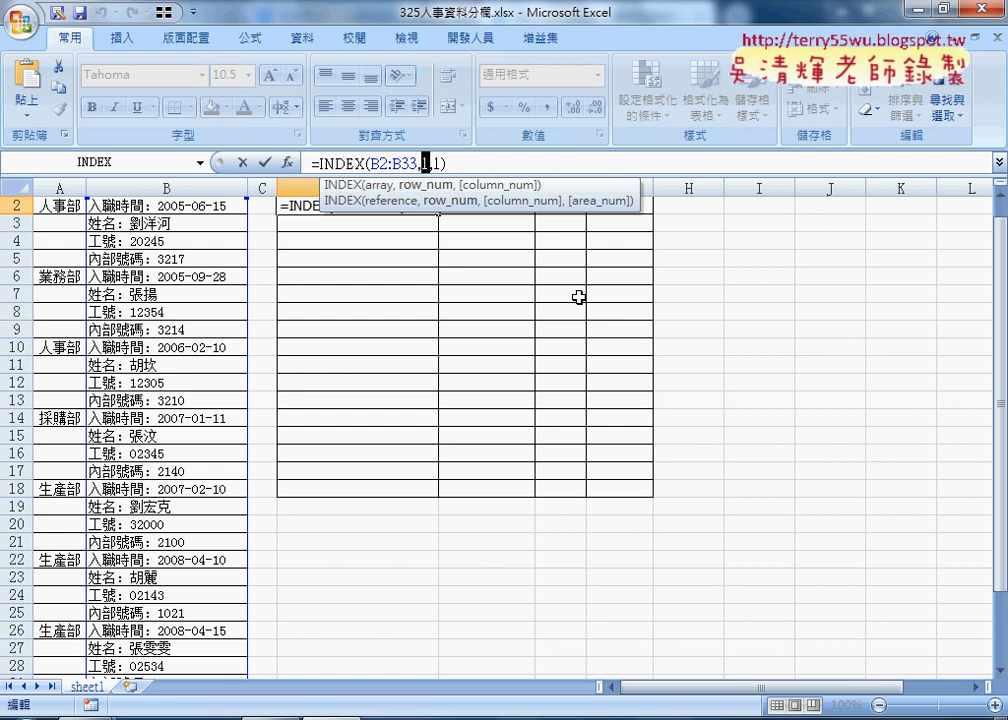 325人事資料分欄.xlsx - Microsoft Excel
常用 插入 版面配置 公式 資料 校閱 檢視 開發人員 增益集
http://terry55wu.blogspot.tw
吳清輝老師錄製
貼上
Tahoma 10.5
B I U
通用格式
設定格式化的條件
格式化為表格
儲存格樣式
刪除
格式
排序與篩選
尋找與選取
剪貼簿 字型 對齊方式 數值 樣式 儲存格 編輯
INDEX =INDEX(B2:B33,1,1)
INDEX(array, row_num, [column_num])
INDEX(reference, row_num, [column_num], [area_num])
A B C H I J K L
2 人事部 入職時間：2005-06-15 =INDE
3 姓名：劉洋河
4 工號：20245
5 內部號碼：3217
6 業務部 入職時間：2005-09-28
7 姓名：張揚
8 工號：12354
9 內部號碼：3214
10 人事部 入職時間：2006-02-10
11 姓名：胡坎
12 工號：12305
13 內部號碼：3210
14 採購部 入職時間：2007-01-11
15 姓名：張汶
16 工號：02345
17 內部號碼：2140
18 生產部 入職時間：2007-02-10
19 姓名：劉宏克
20 工號：32000
21 內部號碼：2100
22 生產部 入職時間：2008-04-10
23 姓名：胡麗
24 工號：02143
25 內部號碼：1021
26 生產部 入職時間：2008-04-15
27 姓名：張雯雯
28 工號：02534
sheet1
編輯 100%